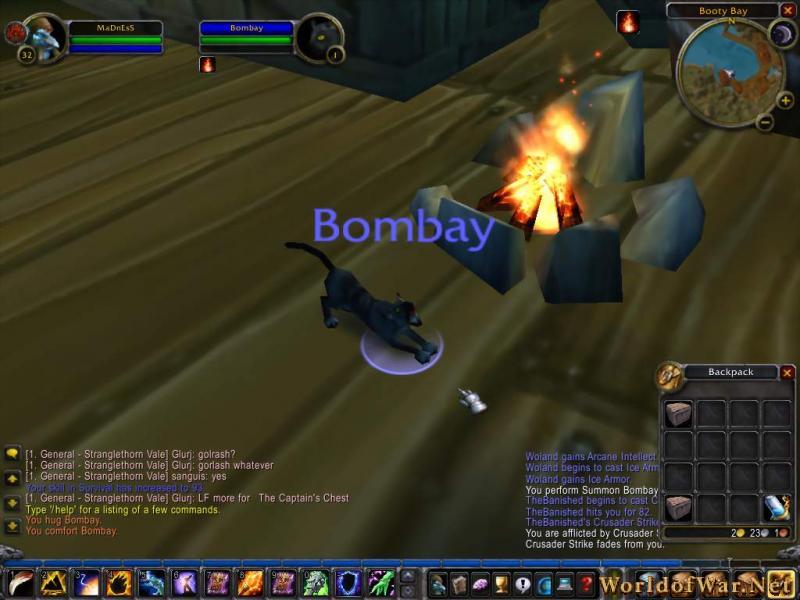 MaDnEsS
32
Bombay
1
Booty Bay
N
Bombay
Backpack
[1. General - Stranglethorn Vale] Glurj: golrash?
[1. General - Stranglethorn Vale] Glurj: gorlash whatever
[1. General - Stranglethorn Vale] sanguis: yes
Your skill in Survival has increased to 93.
[1. General - Stranglethorn Vale] Glurj: LF more for The Captain's Chest
Type '/help' for a listing of a few commands.
You hug Bombay.
You comfort Bombay.
Woland gains Arcane Intellect
Woland begins to cast Ice Arm
Woland gains Ice Armor.
You perform Summon Bombay
TheBanished begins to cast C
TheBanished hits you for 82.
TheBanished's Crusader Strike
You are afflicted by Crusader S
Crusader Strike fades from you.
2 23 1
WorldofWar.Net